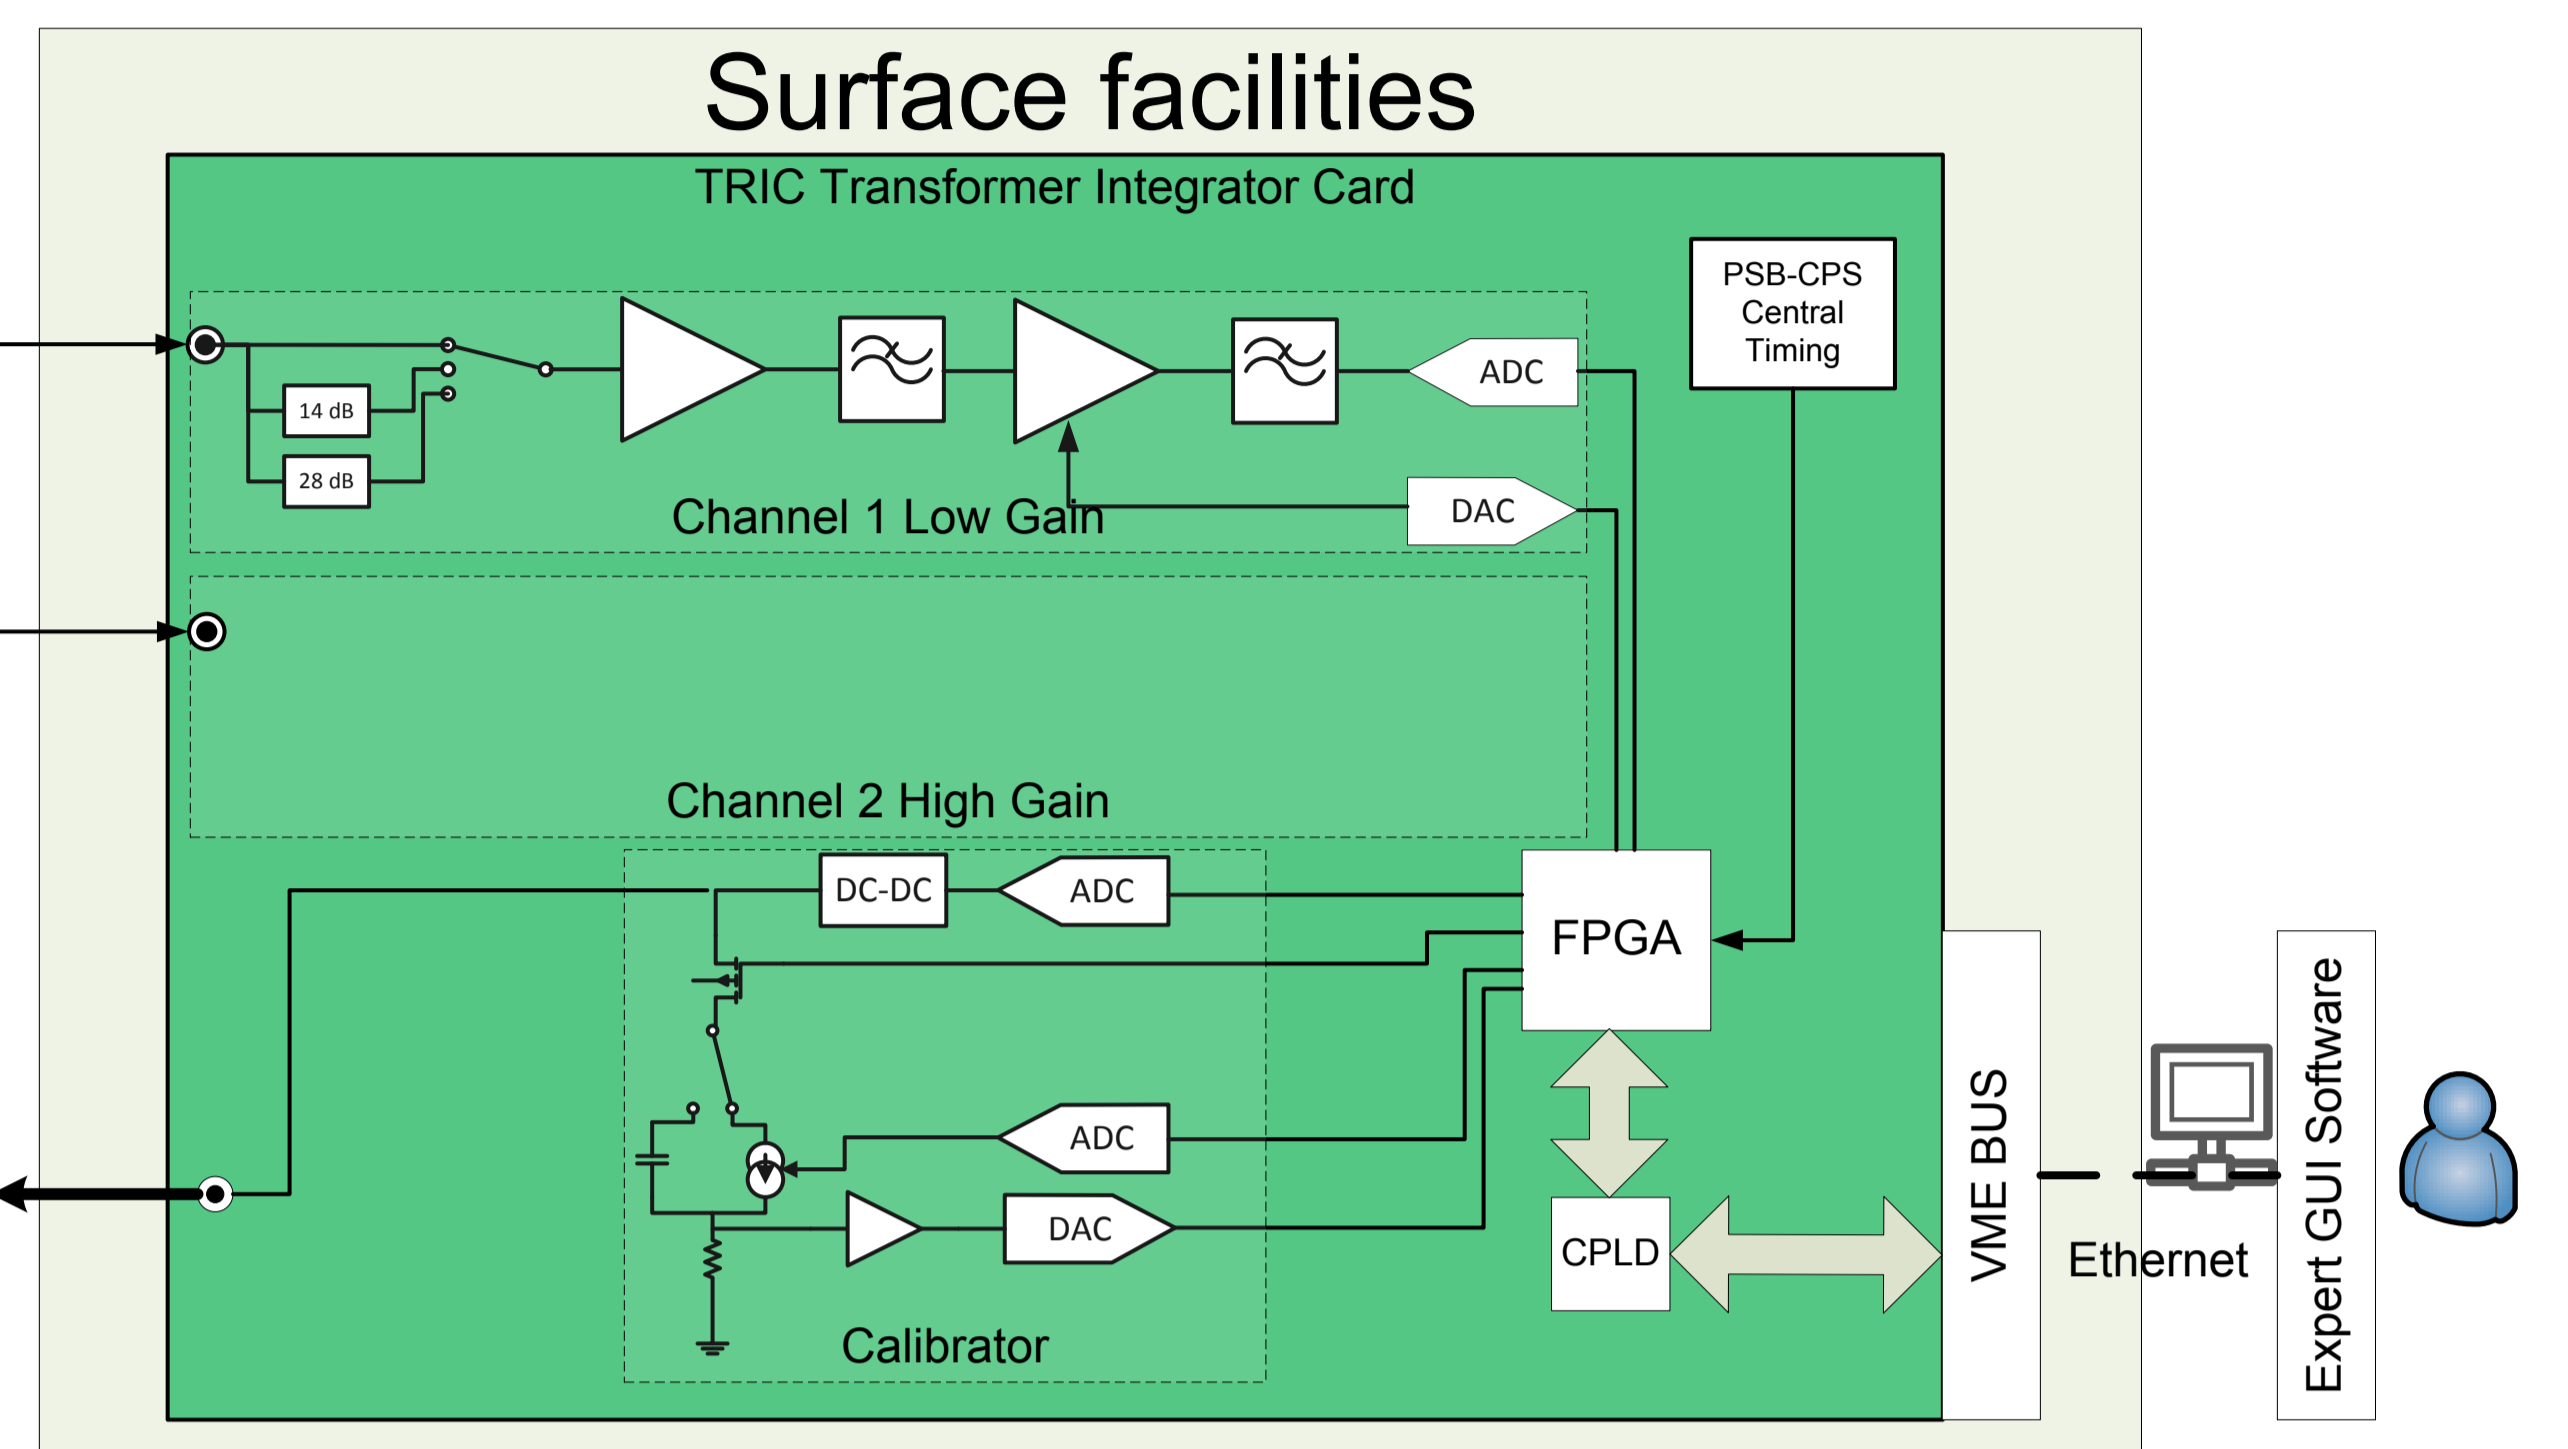 Surface facilities
TRIC Transformer Integrator Card
PSB-CPS
Central
Timing
ADC
14 dB
28 dB
DAC
Channel 1 Low Gain
Channel 2 High Gain
DC-DC
ADC
FPGA
ADC
DAC
CPLD
Calibrator
VME BUS
Ethernet
Expert GUI Software